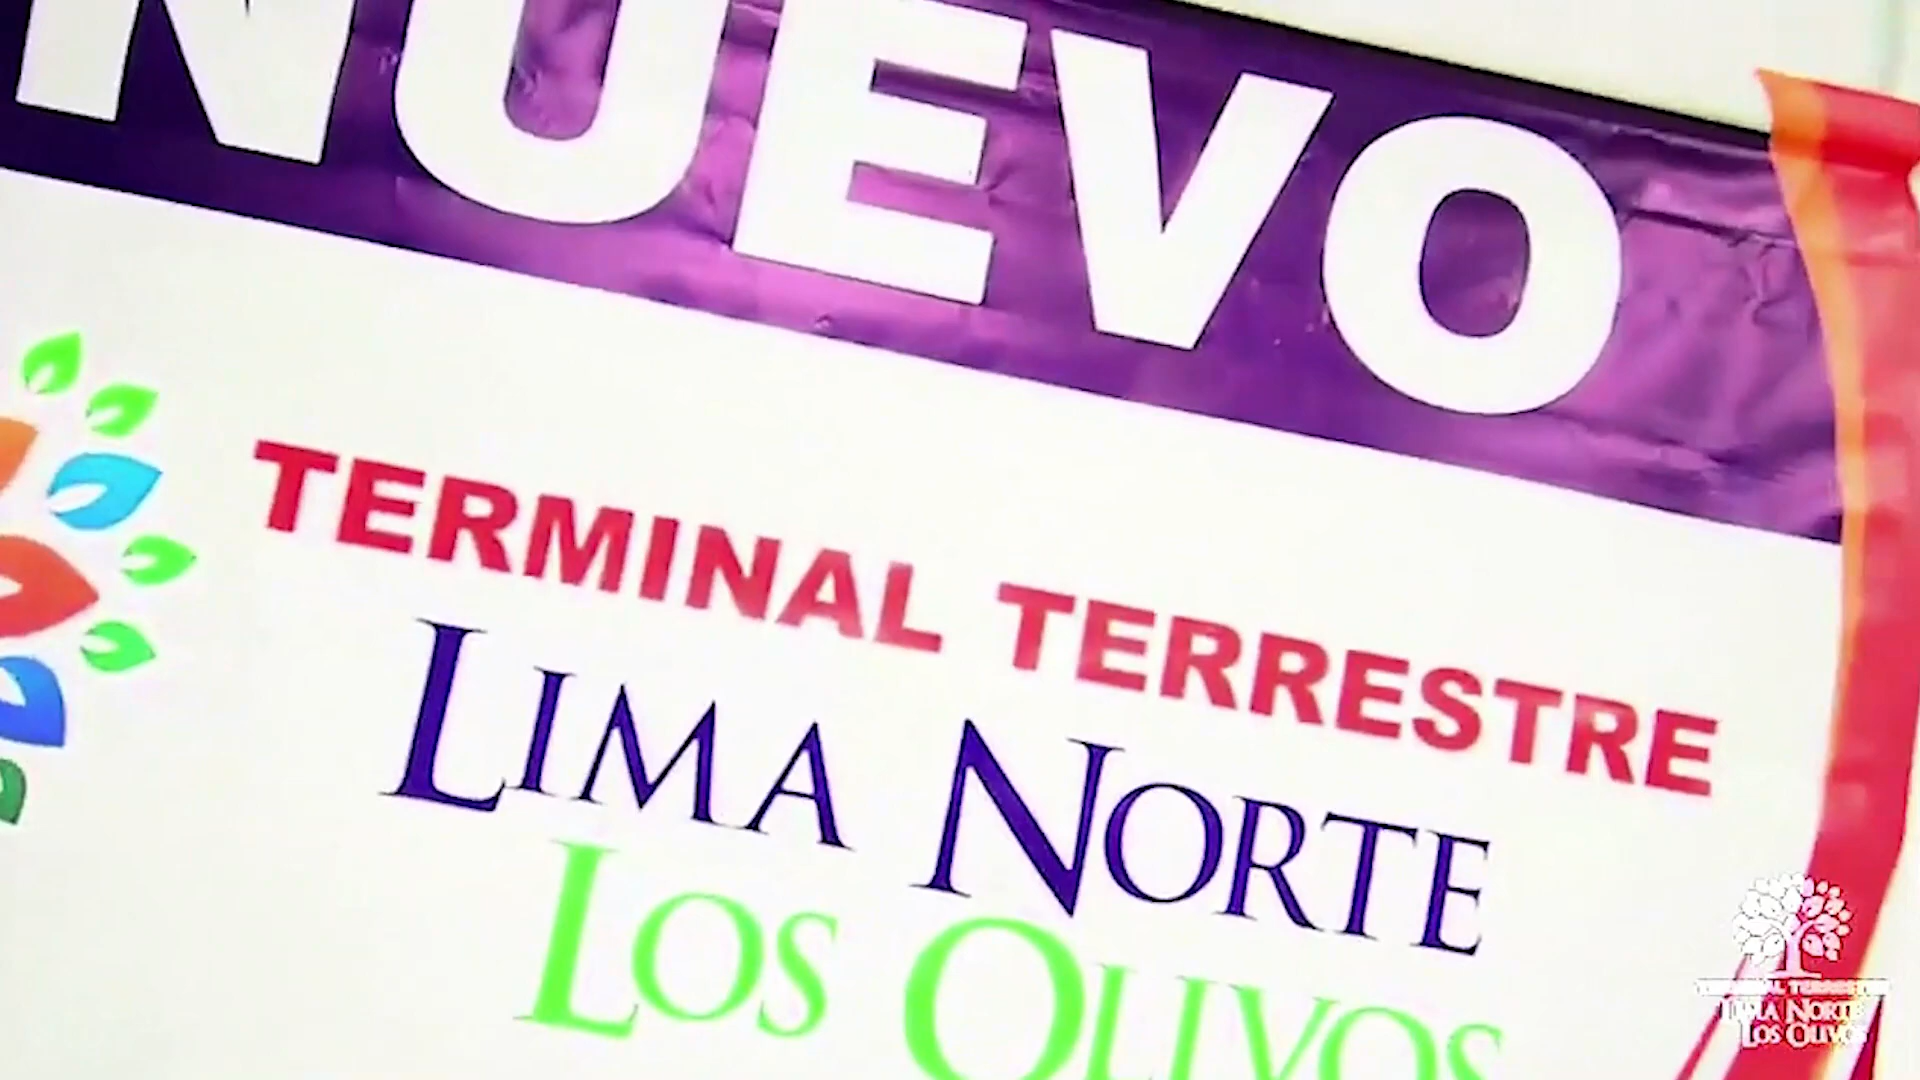 NUEVO
TERMINAL TERRESTRE
LIMA NORTE
LOS OLIVOS
TERMINAL TERRESTRE
LIMA NORTE
LOS OLIVOS